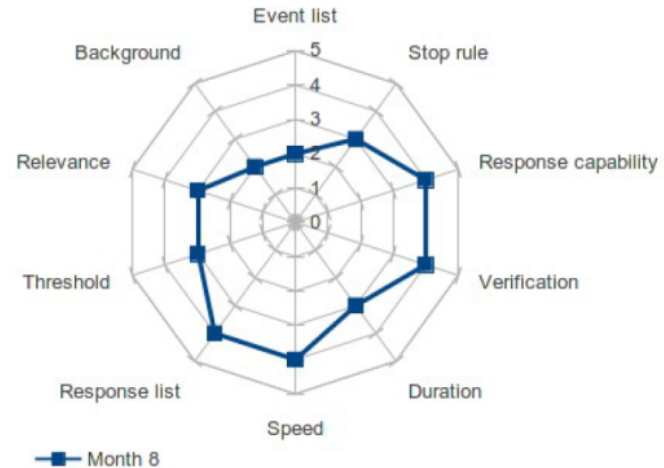 Event list
Background
Stop rule
Relevance
Response capability
Threshold
Verification
Response list
Duration
Speed
5
4
3
2
1
0
Month 8